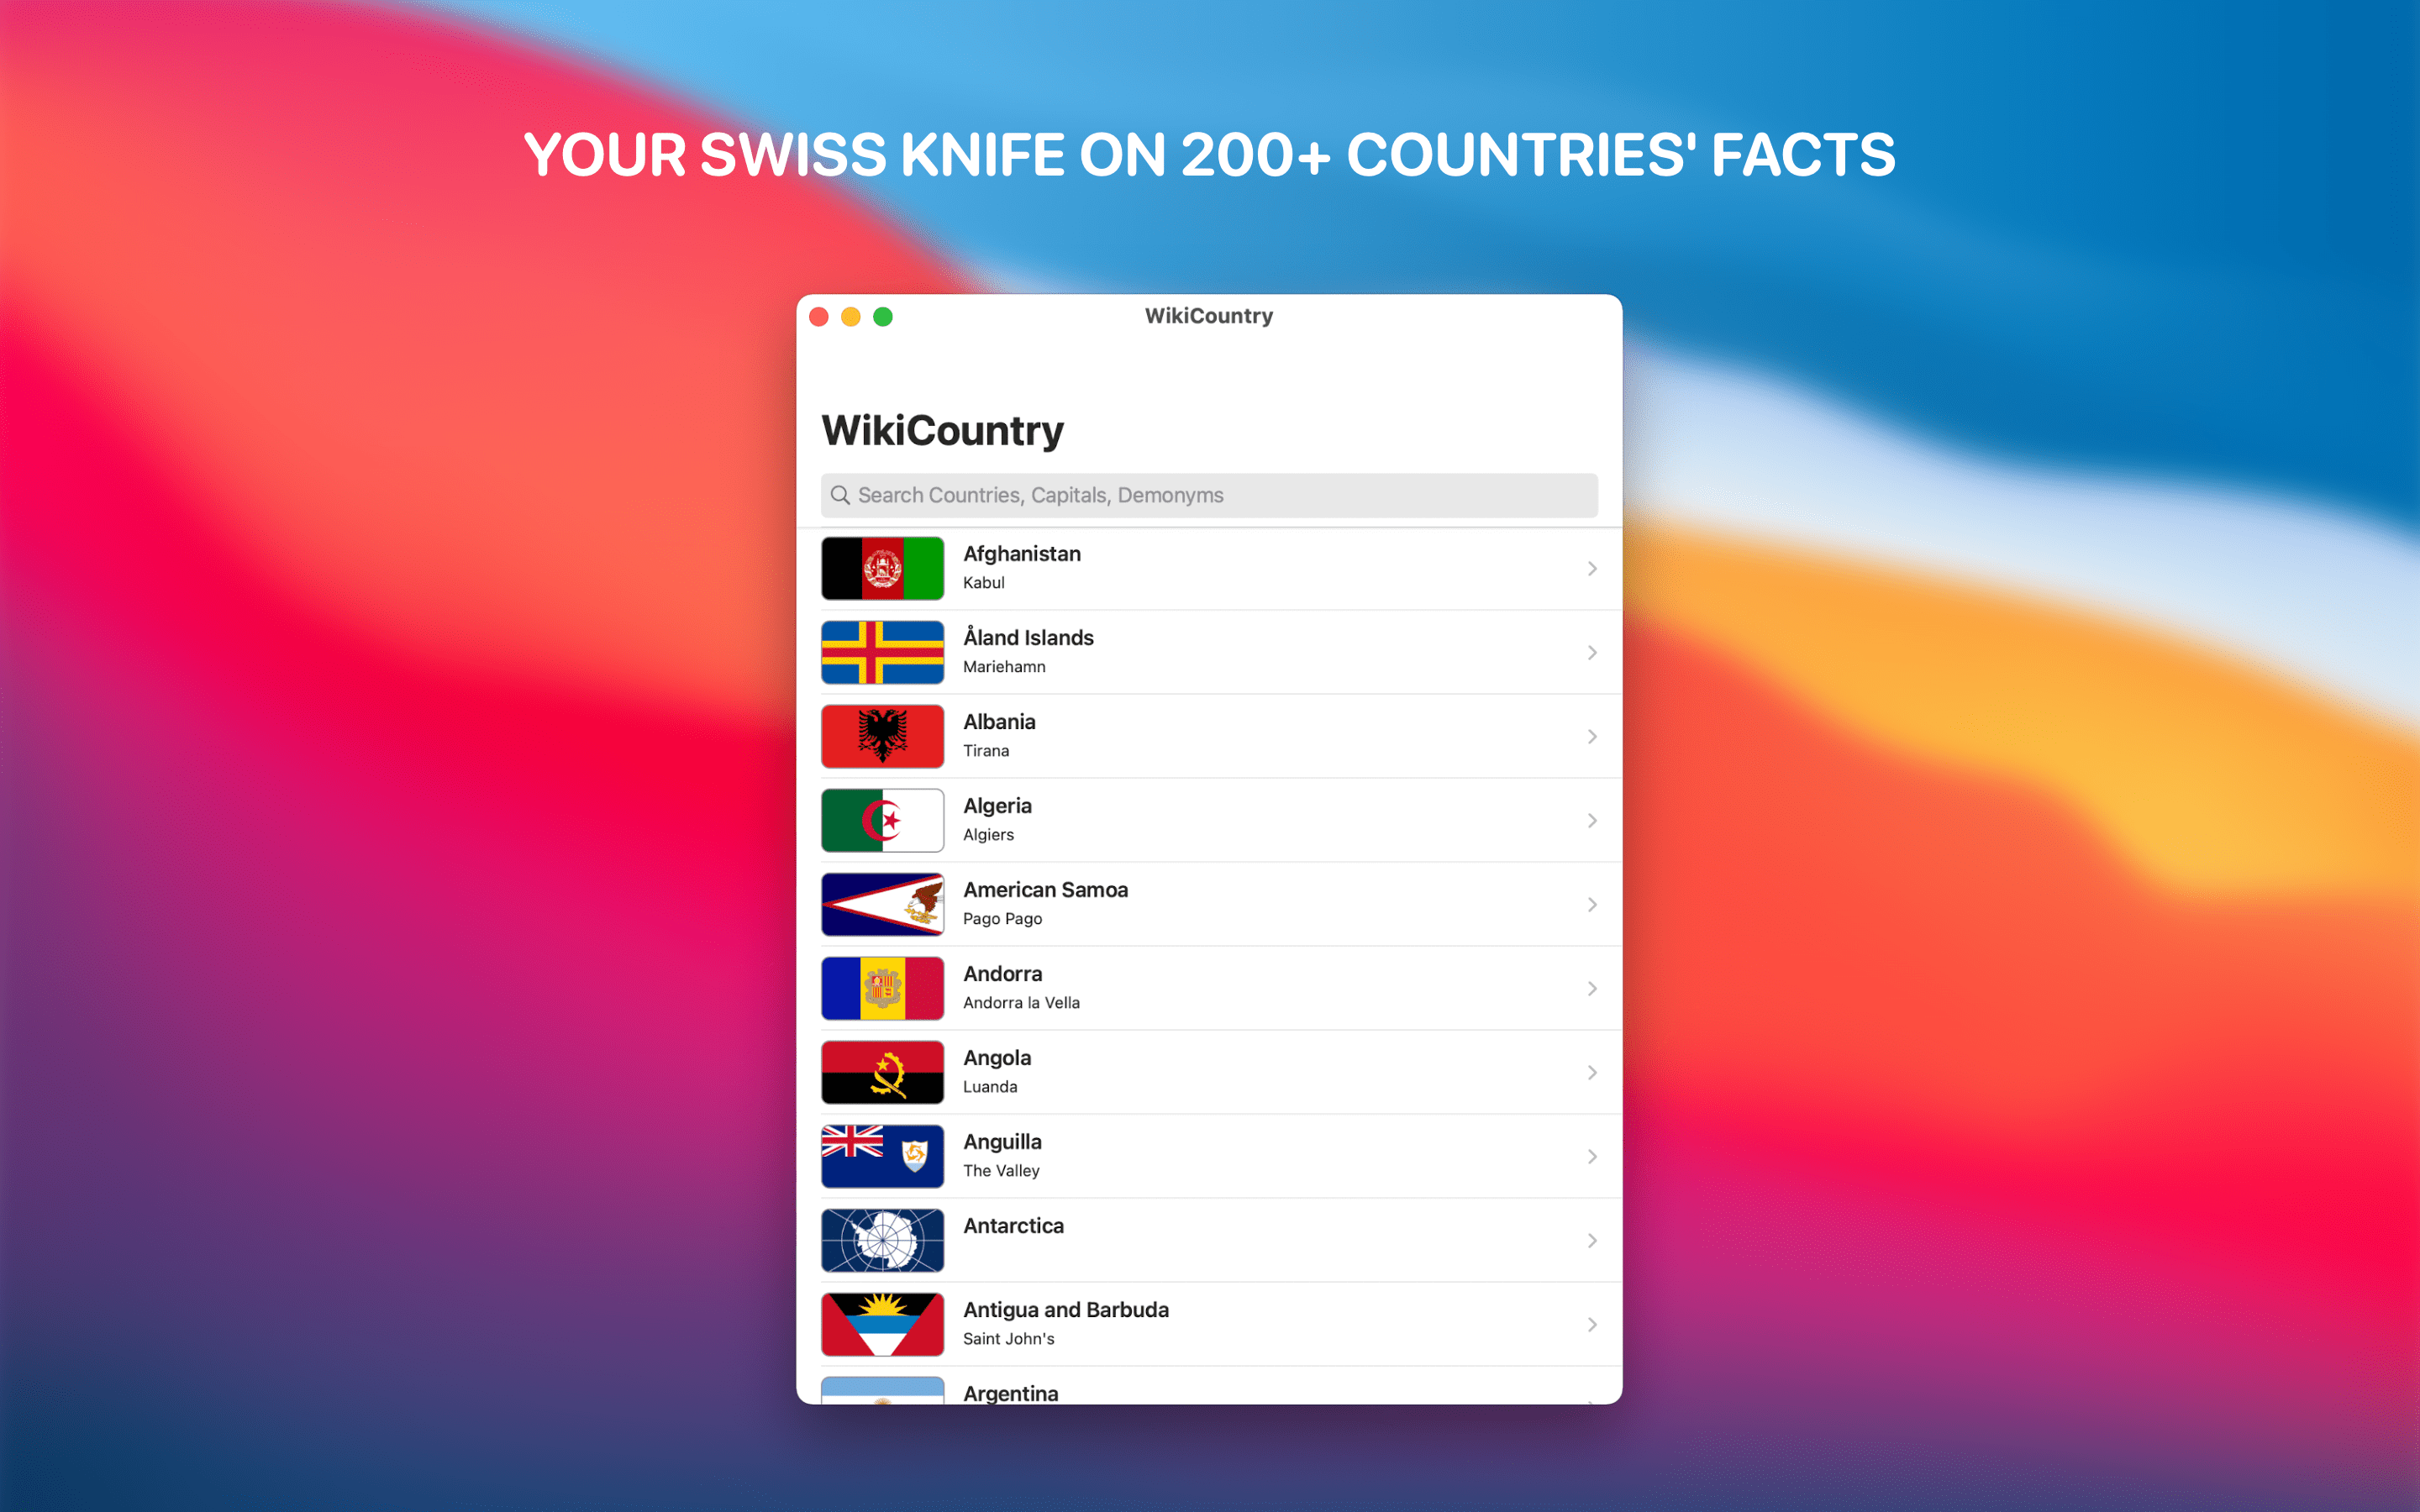 YOUR SWISS KNIFE ON 200+ COUNTRIES' FACTS
WikiCountry
WikiCountry
Search Countries, Capitals, Demonyms
Afghanistan
Kabul
Åland Islands
Mariehamn
Albania
Tirana
Algeria
Algiers
American Samoa
Pago Pago
Andorra
Andorra la Vella
Angola
Luanda
Anguilla
The Valley
Antarctica
Antigua and Barbuda
Saint John's
Argentina